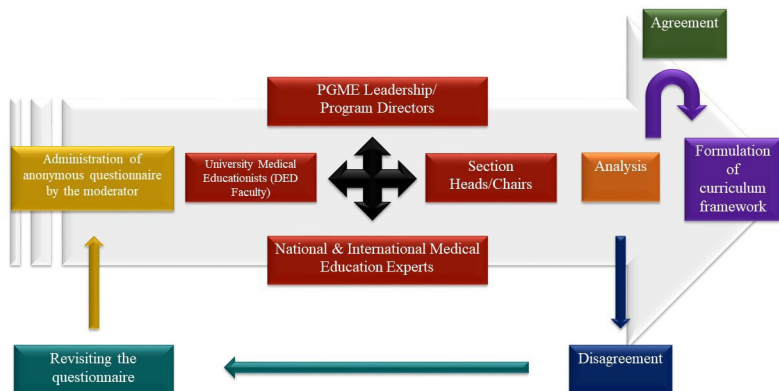 Agreement
PGME Leadership/
Program Directors
Administration of
anonymous questionnaire
by the moderator
University Medical
Educationists (DED
Faculty)
Section
Heads/Chairs
Analysis
Formulation of
curriculum
framework
National & International Medical
Education Experts
Revisiting the
questionnaire
Disagreement